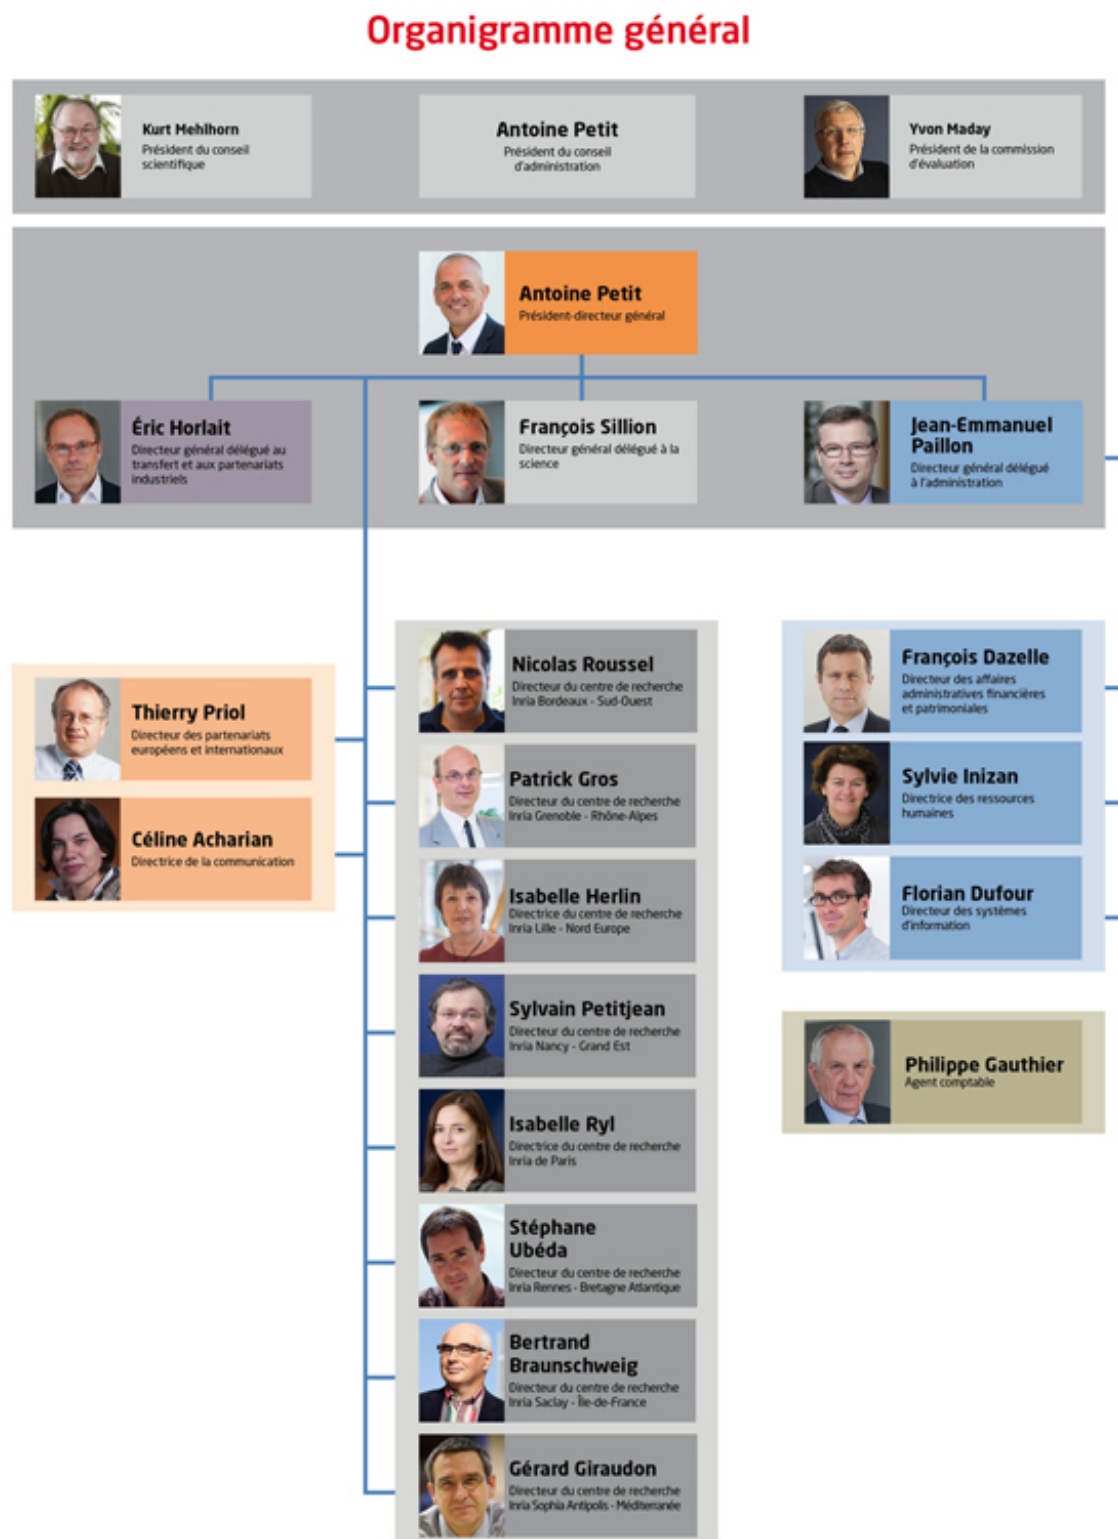 Organigramme général
Kurt Mehlhorn
Président du conseil
scientifique
Antoine Petit
Président du conseil
d'administration
Yvon Maday
Président de la commission
d'évaluation
Antoine Petit
Président-directeur général
Éric Horlait
Directeur général délégué au
transfert et aux partenariats
industriels
François Sillion
Directeur général délégué à la
science
Jean-Emmanuel
Paillon
Directeur général délégué
à l'administration
Thierry Priol
Directeur des partenariats
européens et internationaux
Céline Acharian
Directrice de la communication
Nicolas Roussel
Directeur du centre de recherche
Inria Bordeaux - Sud-Ouest
Patrick Gros
Directeur du centre de recherche
Inria Grenoble - Rhône-Alpes
Isabelle Herlin
Directrice du centre de recherche
Inria Lille - Nord Europe
Sylvain Petitjean
Directeur du centre de recherche
Inria Nancy - Grand Est
Isabelle Ryl
Directrice du centre de recherche
Inria de Paris
Stéphane
Ubéda
Directeur du centre de recherche
Inria Rennes - Bretagne Atlantique
Bertrand
Braunschweig
Directeur du centre de recherche
Inria Saclay - Île-de-France
Gérard Giraudon
Directeur du centre de recherche
Inria Sophia Antipolis - Méditerranée
François Dazelle
Directeur des affaires
administratives financières
et patrimoniales
Sylvie Inizan
Directrice des ressources
humaines
Florian Dufour
Directeur des systèmes
d'information
Philippe Gauthier
Agent comptable